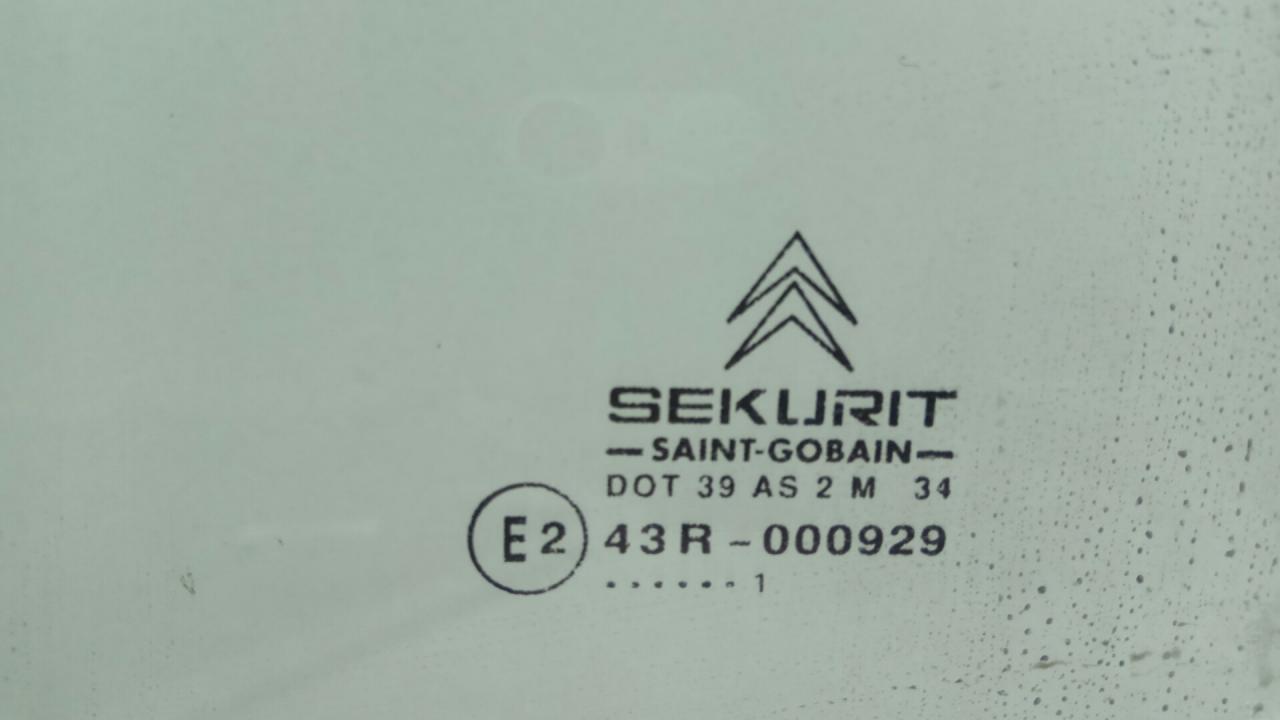 SEKURIT
—SAINT-GOBAIN—
DOT 39 AS 2 M 34
E2 43R-000929
. . . . . . . 1